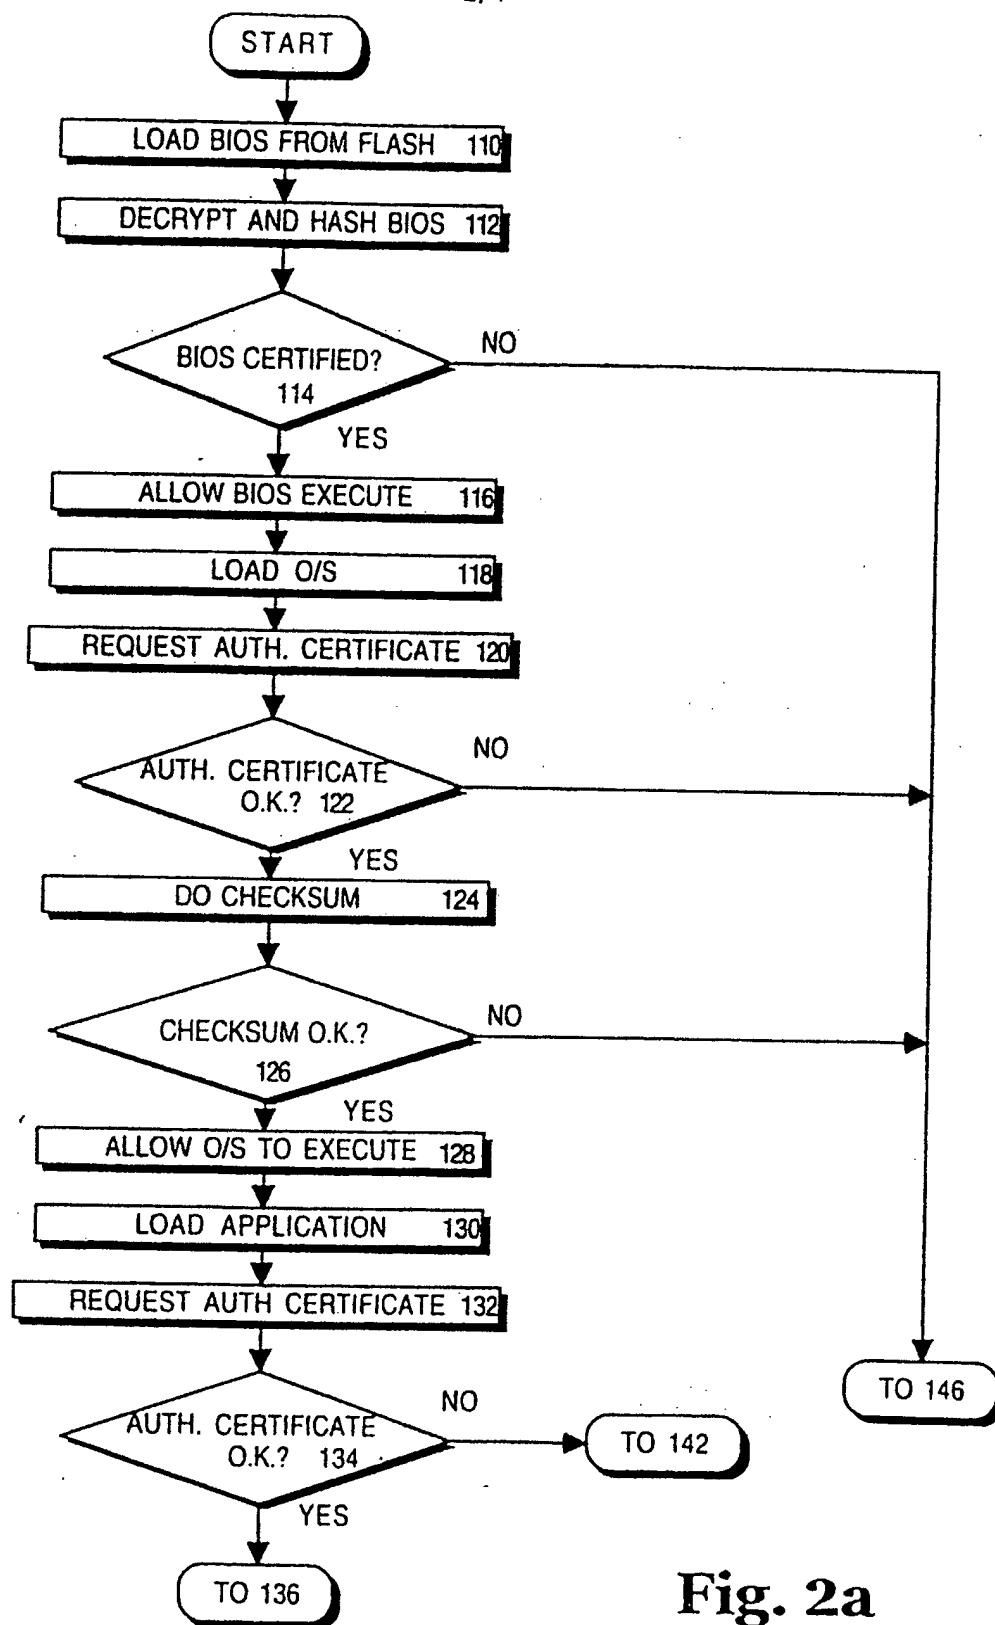 START
LOAD BIOS FROM FLASH 110
DECRYPT AND HASH BIOS 112
BIOS CERTIFIED?
114
NO
YES
ALLOW BIOS EXECUTE 116
LOAD O/S 118
REQUEST AUTH. CERTIFICATE 120
AUTH. CERTIFICATE
O.K.? 122
NO
YES
DO CHECKSUM 124
CHECKSUM O.K.?
126
NO
YES
ALLOW O/S TO EXECUTE 128
LOAD APPLICATION 130
REQUEST AUTH CERTIFICATE 132
AUTH. CERTIFICATE
O.K.? 134
NO
TO 142
TO 146
YES
TO 136
Fig. 2a